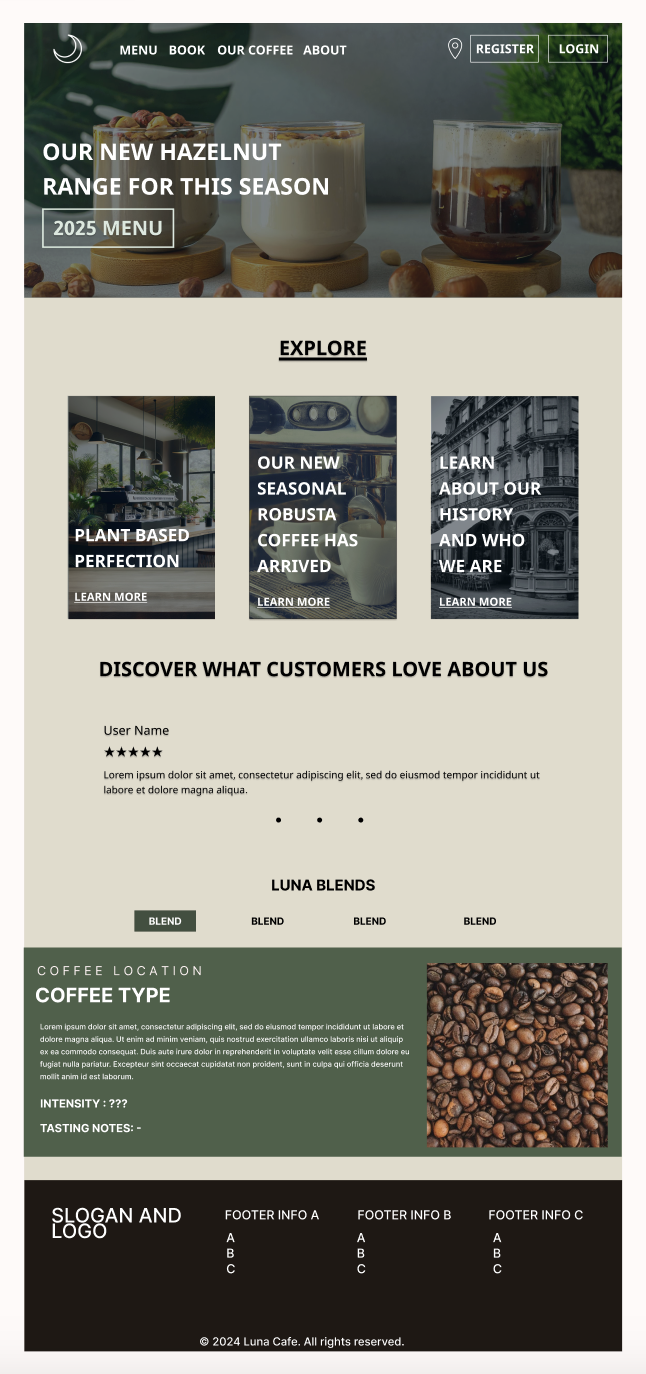 MENU BOOK OUR COFFEE ABOUT REGISTER LOGIN
OUR NEW HAZELNUT
RANGE FOR THIS SEASON
2025 MENU
EXPLORE
PLANT BASED
PERFECTION
LEARN MORE
OUR NEW
SEASONAL
ROBUSTA
COFFEE HAS
ARRIVED
LEARN MORE
LEARN
ABOUT OUR
HISTORY
AND WHO
WE ARE
LEARN MORE
DISCOVER WHAT CUSTOMERS LOVE ABOUT US
User Name
★★★★★
Lorem ipsum dolor sit amet, consectetur adipiscing elit, sed do eiusmod tempor incididunt ut
labore et dolore magna aliqua.
LUNA BLENDS
BLEND BLEND BLEND BLEND
COFFEE LOCATION
COFFEE TYPE
Lorem ipsum dolor sit amet, consectetur adipiscing elit, sed do eiusmod tempor incididunt ut labore et
dolore magna aliqua. Ut enim ad minim veniam, quis nostrud exercitation ullamco laboris nisi ut aliquip
ex ea commodo consequat. Duis aute irure dolor in reprehenderit in voluptate velit esse cillum dolore eu
fugiat nulla pariatur. Excepteur sint occaecat cupidatat non proident, sunt in culpa qui officia deserunt
mollit anim id est laborum.
INTENSITY : ???
TASTING NOTES: -
SLOGAN AND
LOGO
FOOTER INFO A
A
B
C
FOOTER INFO B
A
B
C
FOOTER INFO C
A
B
C
© 2024 Luna Cafe. All rights reserved.